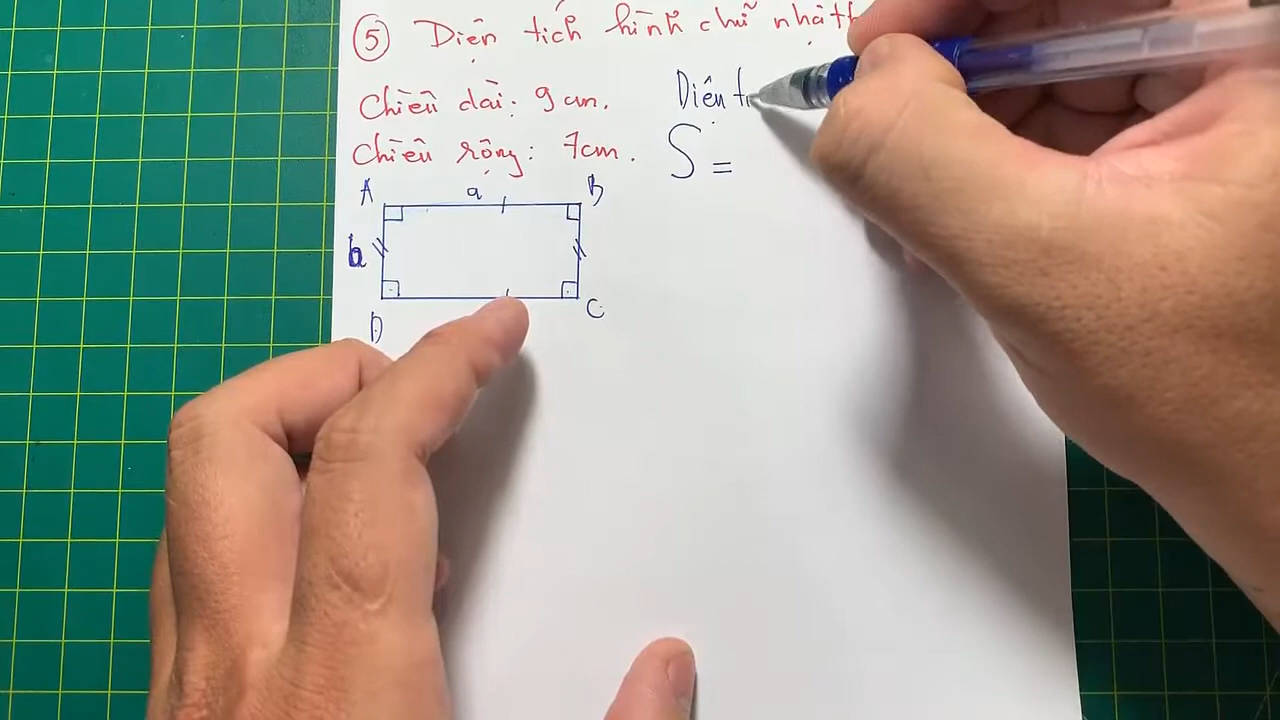 ⑤ Diện tích hình chữ nhật
Chiều dài: 9 cm.
Chiều rộng: 7cm.
Diện
S =
A a B
b
D C